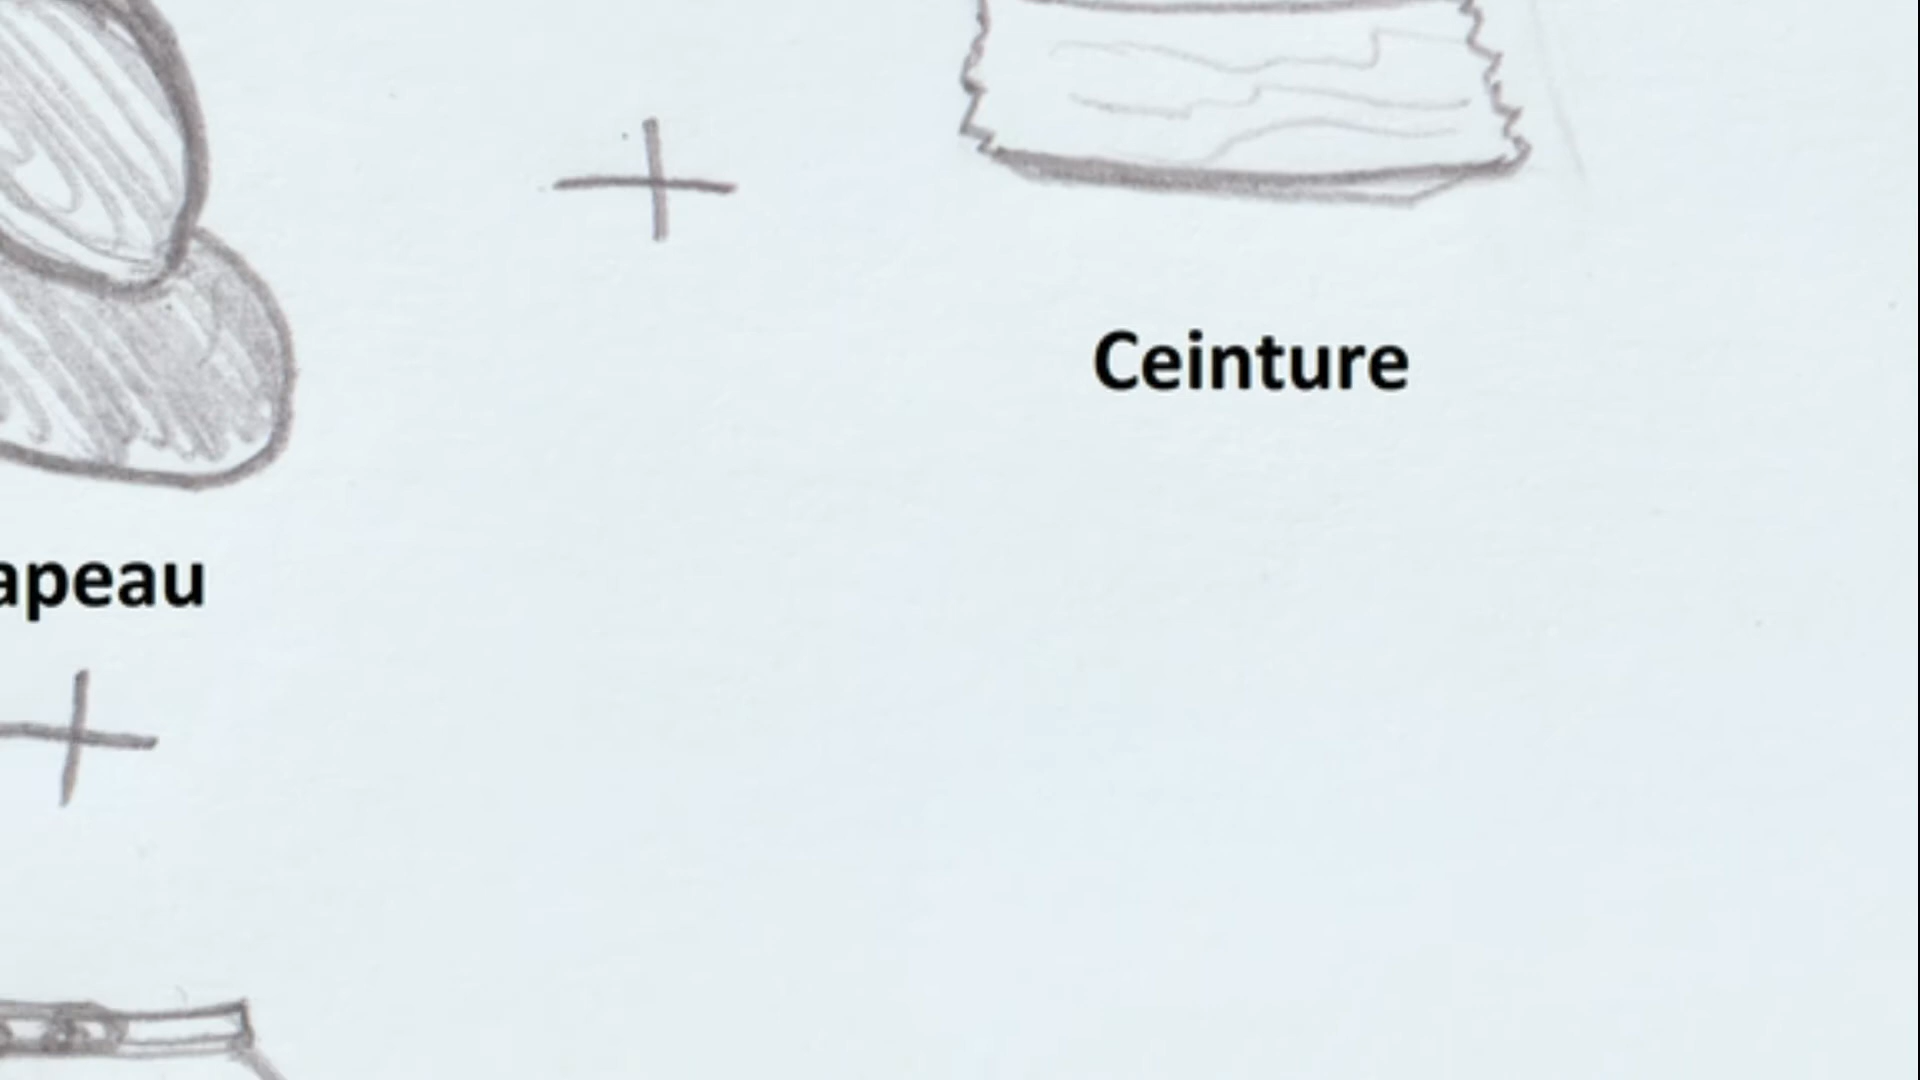 +
Ceinture
apeau
+